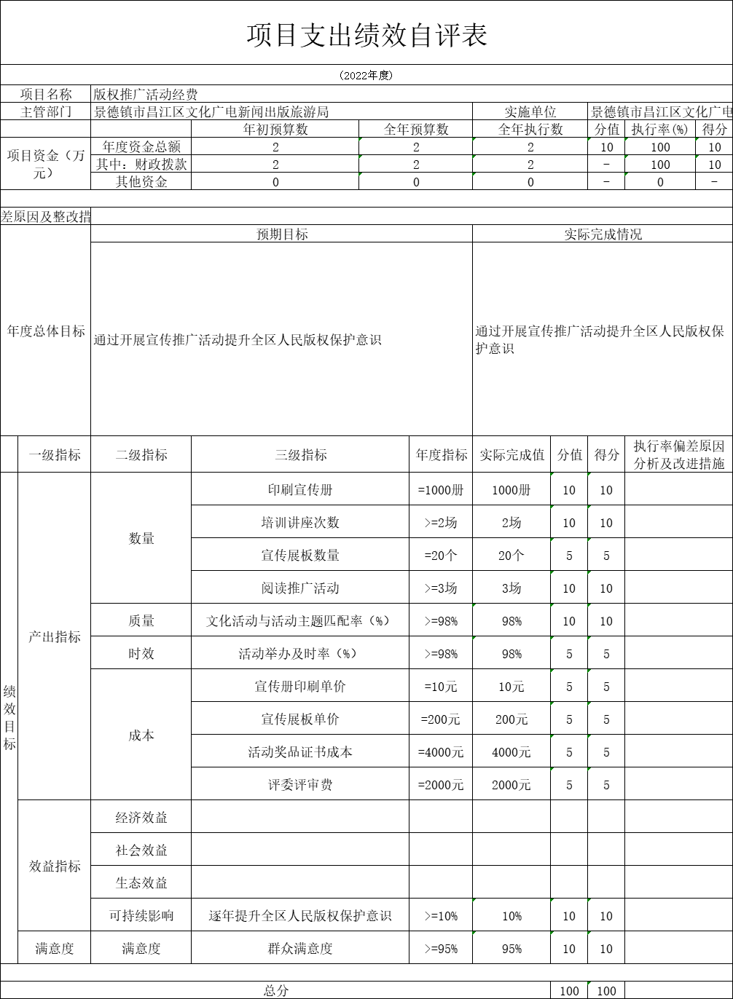 项目支出绩效自评表
(2022年度)
项目名称 版权推广活动经费
主管部门 景德镇市昌江区文化广电新闻出版旅游局 实施单位 景德镇市昌江区文化广电
年初预算数 全年预算数 全年执行数 分值 执行率(%) 得分
项目资金（万元）
年度资金总额 2 2 2 10 100 10
其中：财政拨款 2 2 2 - 100 10
其他资金 0 0 0 - 0 -
差原因及整改措
预期目标 实际完成情况
年度总体目标
通过开展宣传推广活动提升全区人民版权保护意识
通过开展宣传推广活动提升全区人民版权保
护意识
一级指标 二级指标 三级指标 年度指标 实际完成值 分值 得分 执行率偏差原因
分析及改进措施
绩效目标
产出指标
数量
印刷宣传册 =1000册 1000册 10 10
培训讲座次数 >=2场 2场 10 10
宣传展板数量 =20个 20个 5 5
阅读推广活动 >=3场 3场 10 10
质量 文化活动与活动主题匹配率（%） >=98% 98% 10 10
时效 活动举办及时率（%） >=98% 98% 5 5
成本
宣传册印刷单价 =10元 10元 5 5
宣传展板单价 =200元 200元 5 5
活动奖品证书成本 =4000元 4000元 5 5
评委评审费 =2000元 2000元 5 5
效益指标
经济效益
社会效益
生态效益
可持续影响 逐年提升全区人民版权保护意识 >=10% 10% 10 10
满意度 满意度 群众满意度 >=95% 95% 10 10
总分 100 100